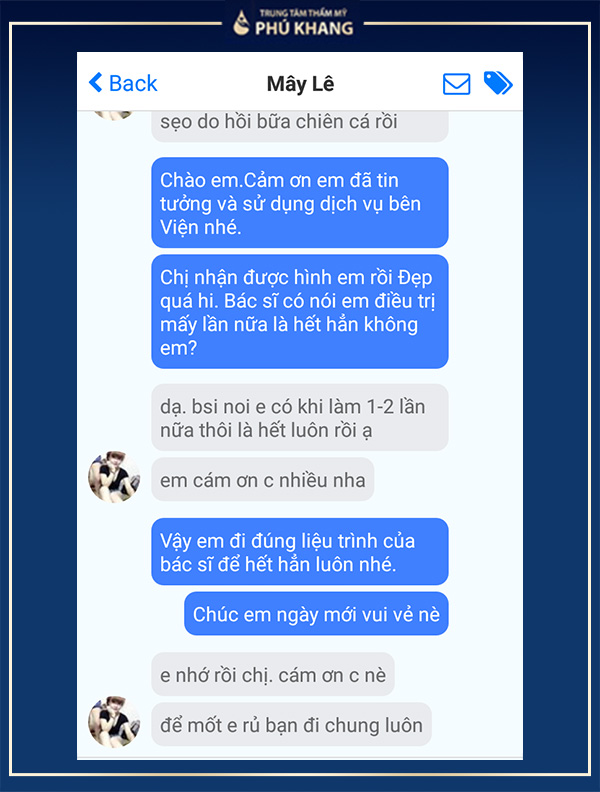 TRUNG TÂM THẨM MỸ
PHÚ KHANG
Back
Mây Lê
sẹo do hồi bữa chiên cá rồi
Chào em.Cảm ơn em đã tin
tưởng và sử dụng dịch vụ bên
Viện nhé.
Chị nhận được hình em rồi Đẹp
quá hi. Bác sĩ có nói em điều trị
mấy lần nữa là hết hẳn không
em?
dạ. bsi noi e có khi làm 1-2 lần
nữa thôi là hết luôn rồi ạ
em cám ơn c nhiều nha
Vậy em đi đúng liệu trình của
bác sĩ để hết hẳn luôn nhé.
Chúc em ngày mới vui vẻ nè
e nhớ rồi chị. cám ơn c nè
để mốt e rủ bạn đi chung luôn